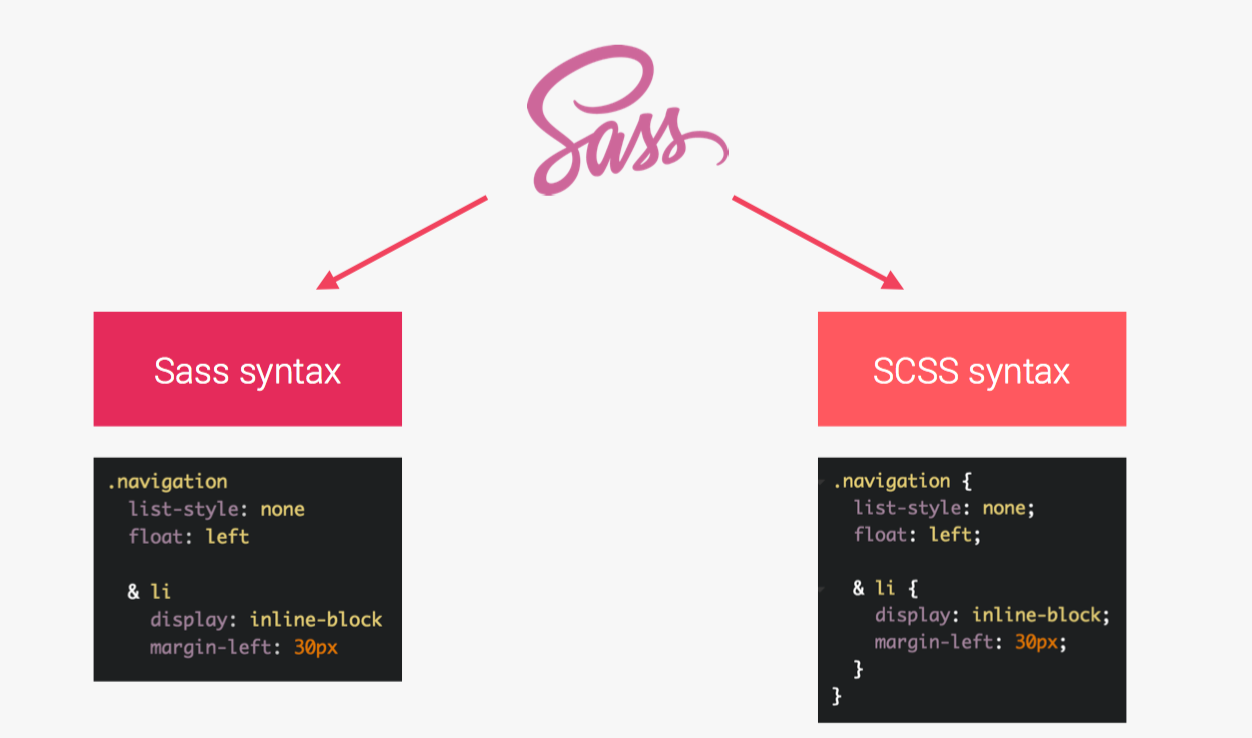 Sass
Sass syntax
.navigation
  list-style: none
  float: left

  & li
    display: inline-block
    margin-left: 30px
SCSS syntax
.navigation {
  list-style: none;
  float: left;

  & li {
    display: inline-block;
    margin-left: 30px;
  }
}